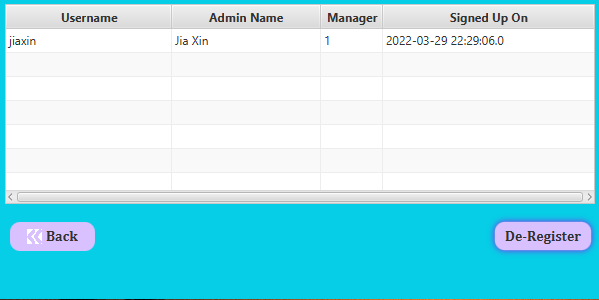 Username Admin Name Manager Signed Up On
jiaxin Jia Xin 1 2022-03-29 22:29:06.0
Back De-Register